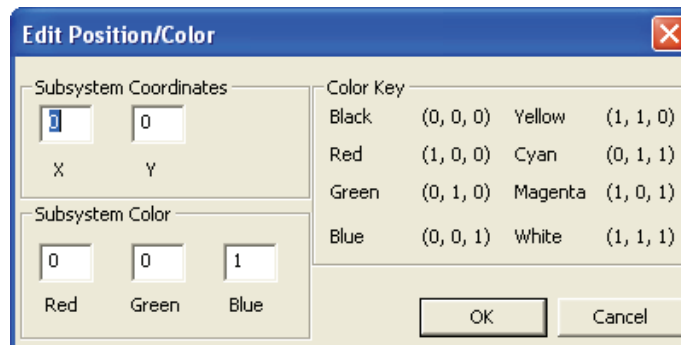 Edit Position/Color
Subsystem Coordinates
0 0
X Y
Subsystem Color
0 0 1
Red Green Blue
Color Key
Black (0, 0, 0) Yellow (1, 1, 0)
Red (1, 0, 0) Cyan (0, 1, 1)
Green (0, 1, 0) Magenta (1, 0, 1)
Blue (0, 0, 1) White (1, 1, 1)
OK Cancel